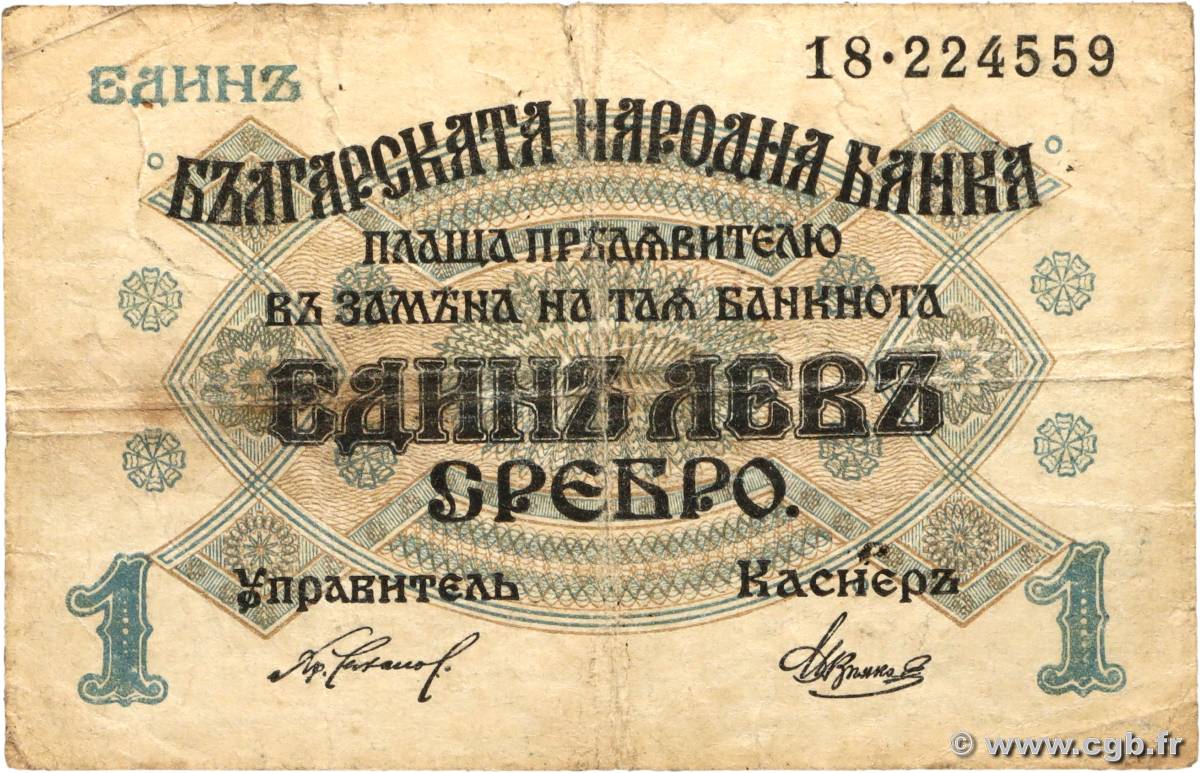 ЕДИНЪ
18·224559
БЪЛГАРСКАТА НАРОДНА БАНКА
ПЛАЩА ПРѢДЯВИТЕЛЮ
ВЪ ЗАМѢНА НА ТАЯ БАНКНОТА
ЕДИНЪ ЛЕВЪ
СРЕБРО.
УПРАВИТЕЛЬ
КАСИЕРЪ
1
1
© www.cgb.fr